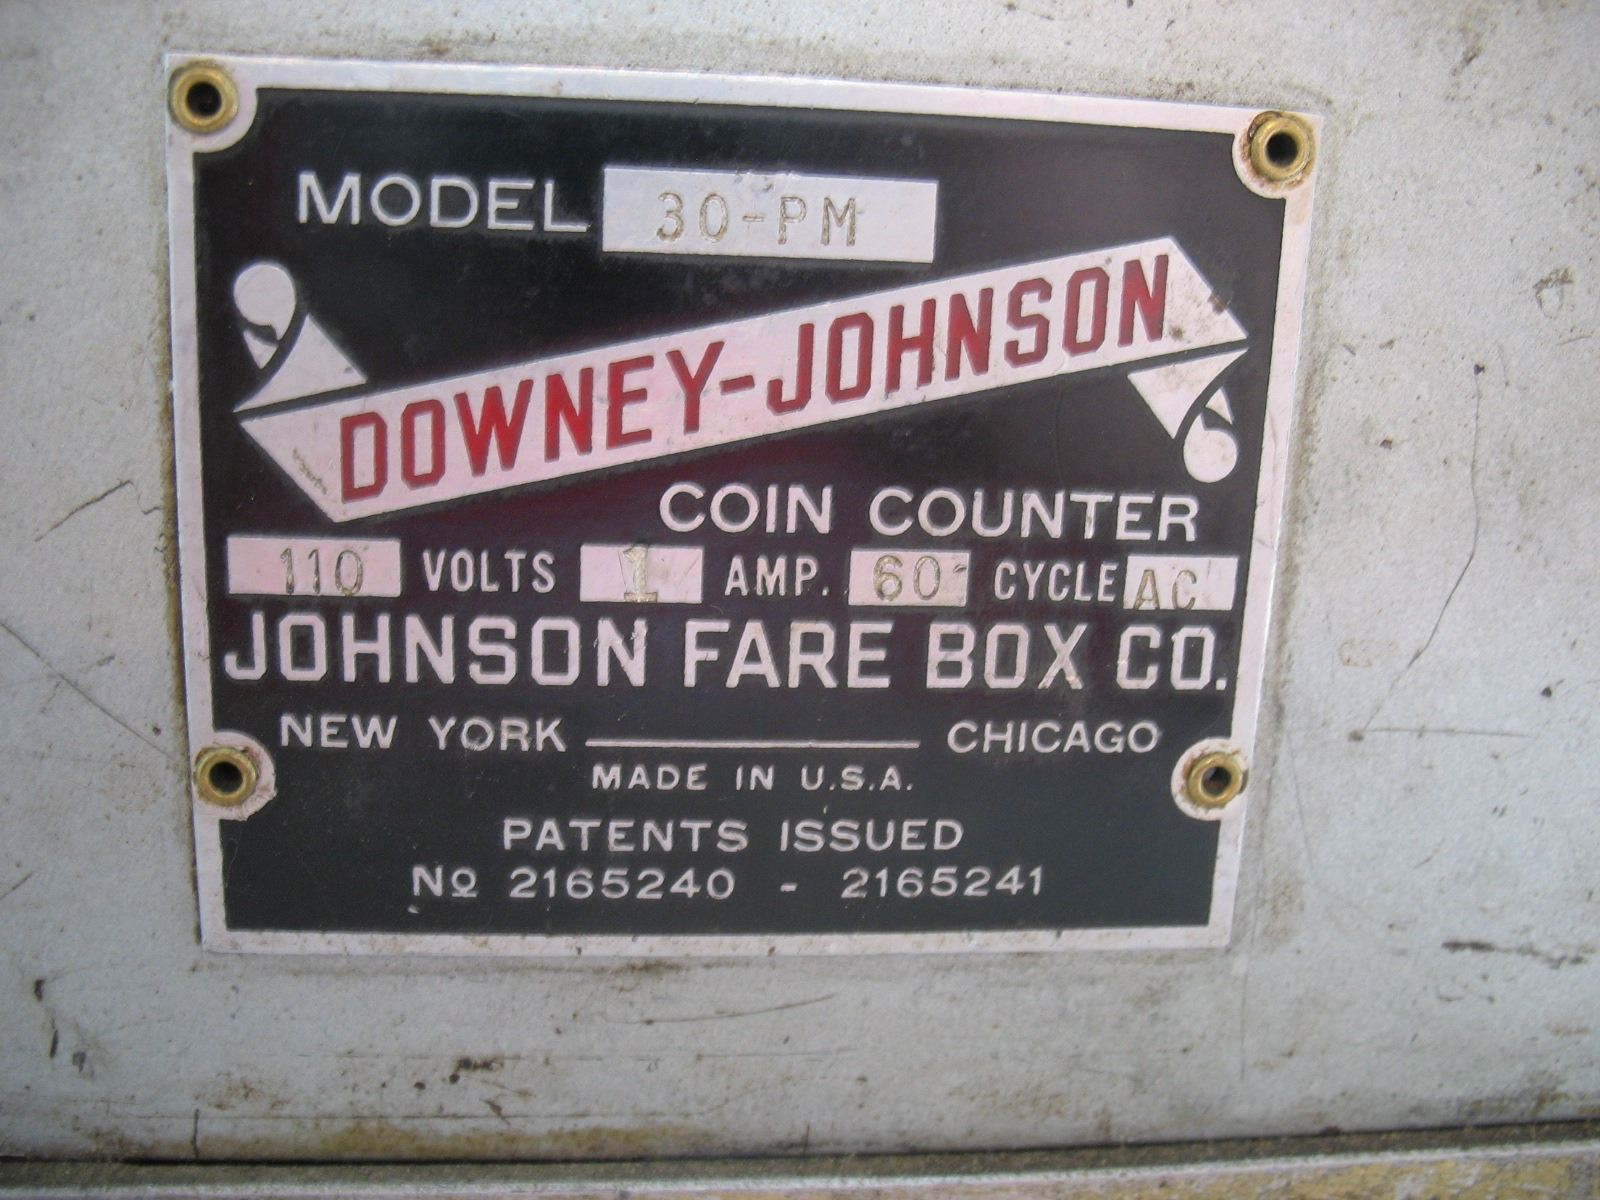 MODEL 30-PM
DOWNEY-JOHNSON
COIN COUNTER
110 VOLTS 1 AMP. 60 CYCLE AC
JOHNSON FARE BOX CO.
NEW YORK CHICAGO
MADE IN U.S.A.
PATENTS ISSUED
No 2165240 - 2165241